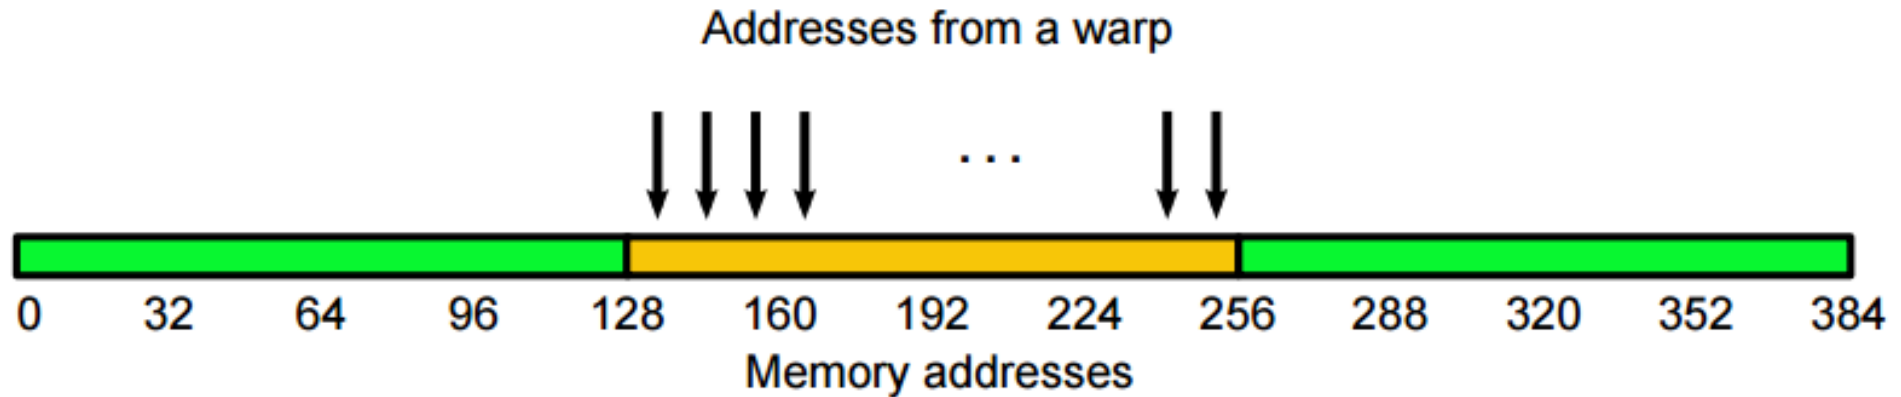 Addresses from a warp
. . .
0 32 64 96 128 160 192 224 256 288 320 352 384
Memory addresses